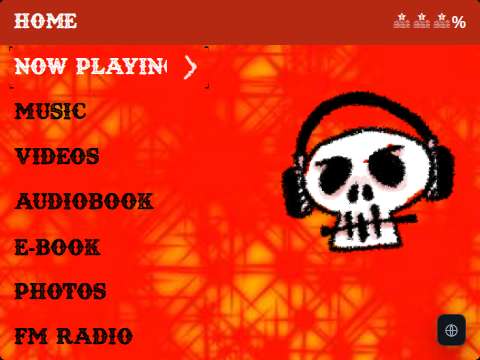 HOME
%
NOW PLAYIN
MUSIC
VIDEOS
AUDIOBOOK
E-BOOK
PHOTOS
FM RADIO